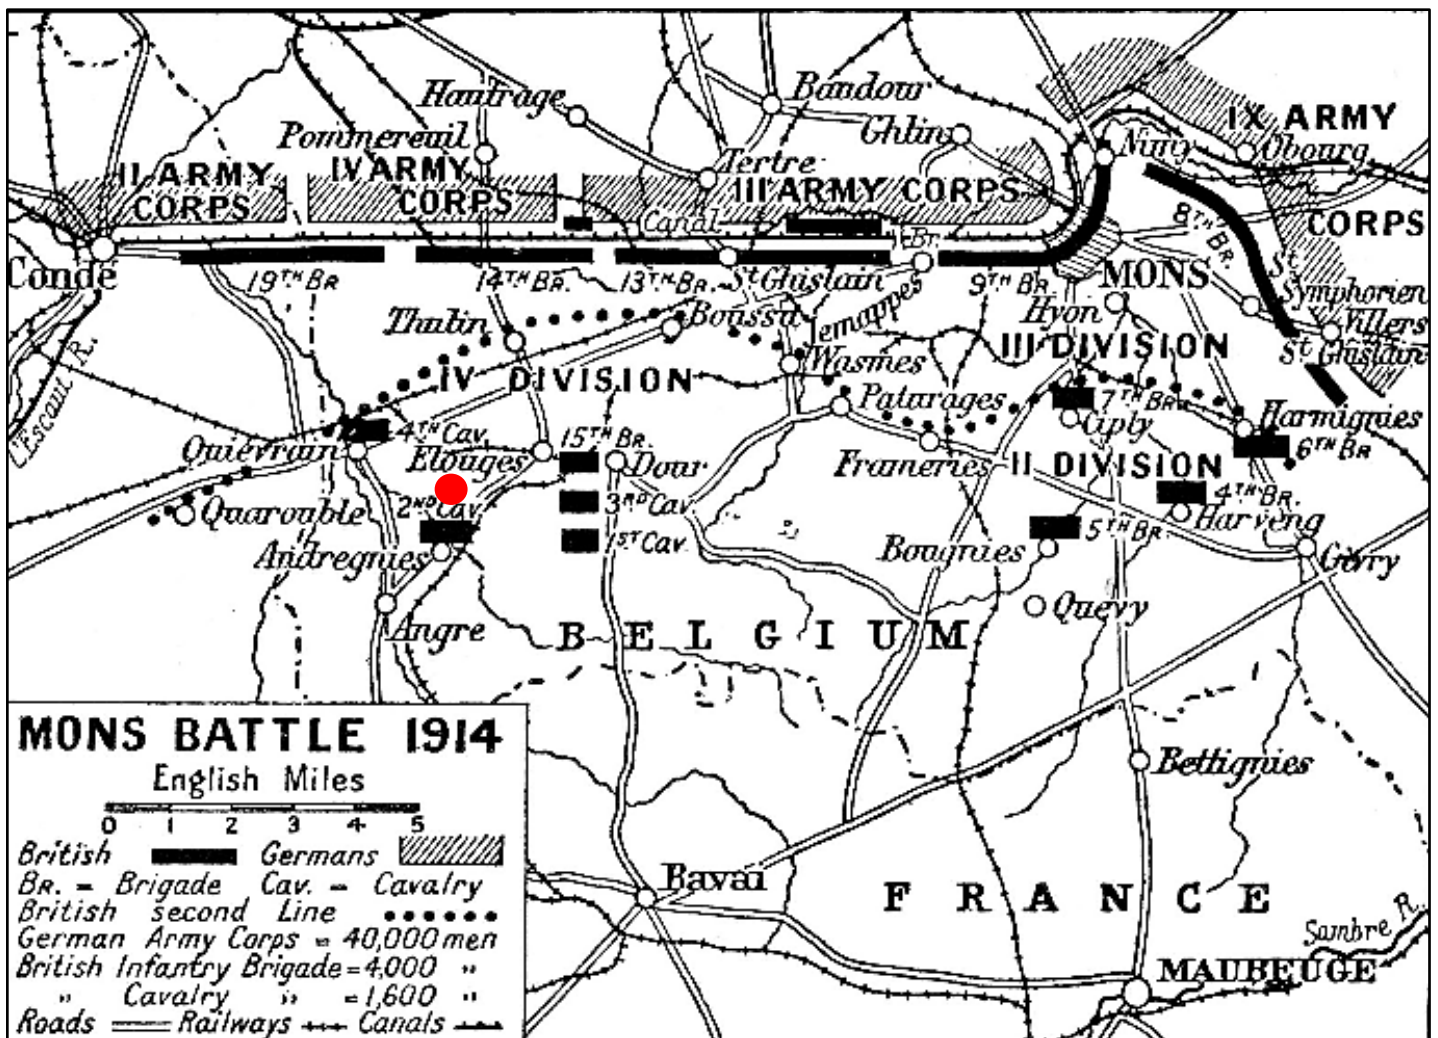 Hautrage
Baudour
Pommereuil
Ghlin
IX ARMY
Nimy
Obourg
II ARMY
CORPS
IV ARMY
CORPS
Tertre
III ARMY CORPS
CORPS
Canal
Br.
8TH BR.
Condé
19TH BR
14TH BR.
13TH BR.
St Ghislain
9TH BR.
MONS
St
Symphorien
Thulin
Boussu
Jemappes
Hyon
Villers
St Ghislain
Wasmes
III DIVISION
IV DIVISION
Escaut R.
Paturages
7TH BR.
Ciply
Harmignies
4TH Cav.
15TH BR.
Quievrain
Elouges
Dour
Frameries
II DIVISION
6TH BR
Quarouble
2ND Cav.
3RD Cav.
4TH BR.
Harveng
Andregnies
1ST Cav.
Bougnies
5TH BR.
Givry
Quevy
Angre
BELGIUM
MONS BATTLE 1914
English Miles
0 1 2 3 4 5
British Germans
BR. = Brigade Cav. = Cavalry
British second Line
German Army Corps = 40,000 men
British Infantry Brigade = 4,000 "
" Cavalry " = 1,600 "
Roads Railways Canals
Bettignies
Bavai
FRANCE
Sambre R.
MAUBEUGE